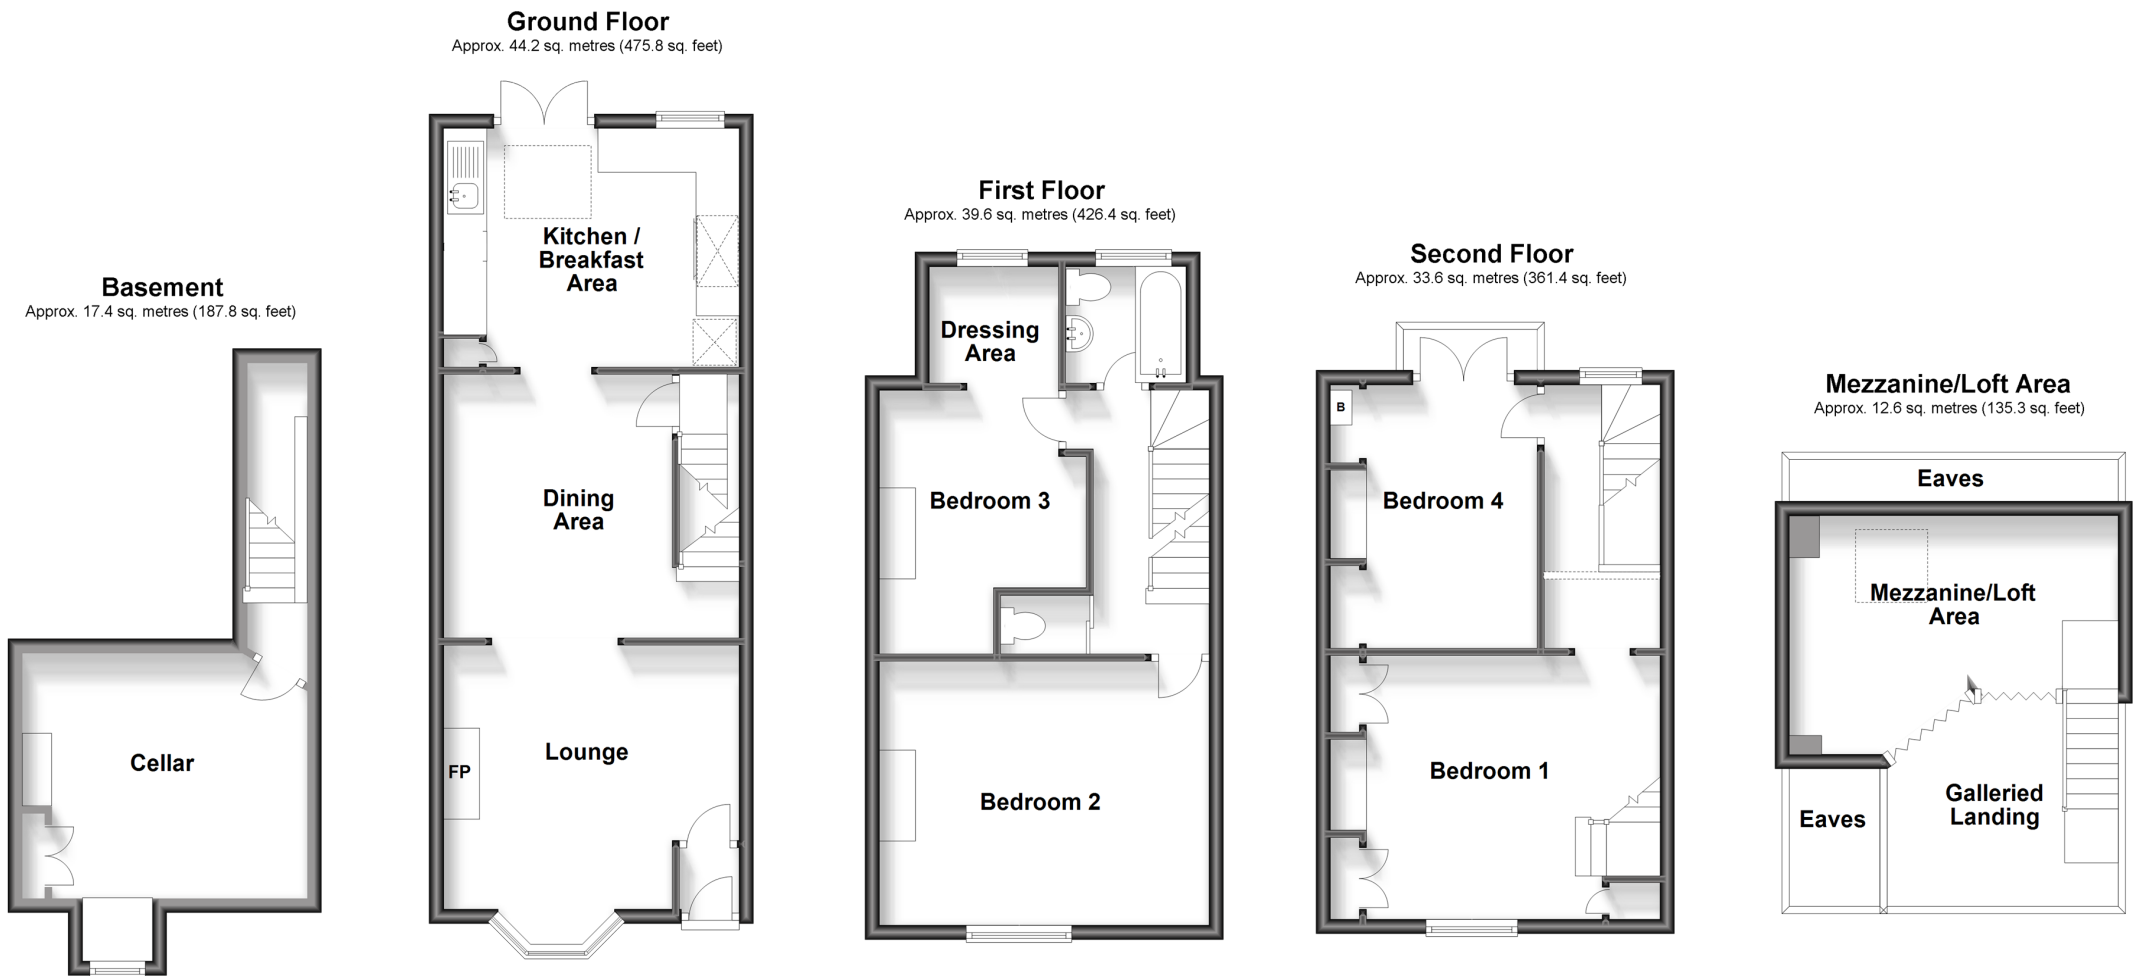 Ground Floor
Approx. 44.2 sq. metres (475.8 sq. feet)
Kitchen /
Breakfast
Area
Dining
Area
Lounge
FP
First Floor
Approx. 39.6 sq. metres (426.4 sq. feet)
Dressing
Area
Bedroom 3
Bedroom 2
Second Floor
Approx. 33.6 sq. metres (361.4 sq. feet)
B
Bedroom 4
Bedroom 1
Basement
Approx. 17.4 sq. metres (187.8 sq. feet)
Cellar
Mezzanine/Loft Area
Approx. 12.6 sq. metres (135.3 sq. feet)
Eaves
Mezzanine/Loft
Area
Galleried
Landing
Eaves